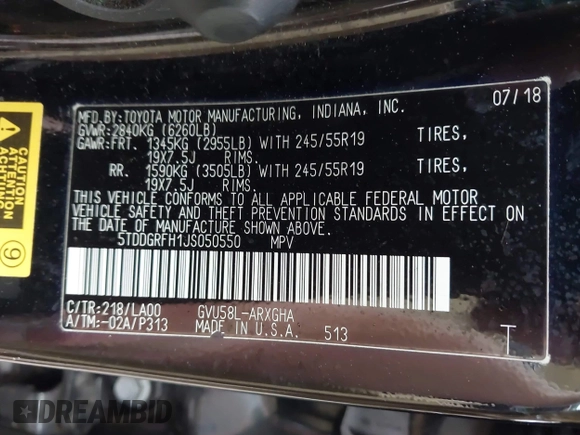 07/18
MFD.BY:TOYOTA MOTOR MANUFACTURING, INDIANA, INC.
GVWR:2840KG (6260LB)
GAWR:FRT. 1345KG (2955LB) WITH 245/55R19 TIRES,
19X7.5J RIMS.
RR. 1590KG (3505LB) WITH 245/55R19 TIRES,
19X7.5J RIMS.
THIS VEHICLE CONFORMS TO ALL APPLICABLE FEDERAL MOTOR
VEHICLE SAFETY AND THEFT PREVENTION STANDARDS IN EFFECT
ON THE DATE OF MANUFACTURE SHOWN ABOVE.
5TDDGRFH1JS050550 MPV
C/TR:218/LA00 GVU58L-ARXGHA
A/TM:-02A/P313 MADE IN U.S.A. 513
T
CAUTION
ATTENTION
9
DREAMBID